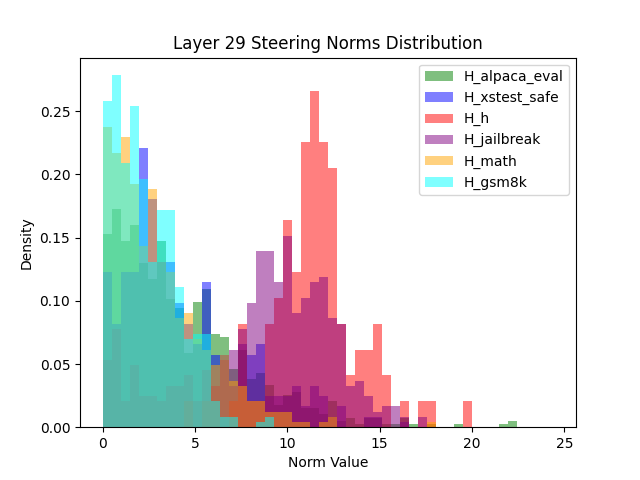 Layer 29 Steering Norms Distribution
H_alpaca_eval
H_xstest_safe
H_h
H_jailbreak
H_math
H_gsm8k
Density
0.25
0.20
0.15
0.10
0.05
0.00
0 5 10 15 20 25
Norm Value